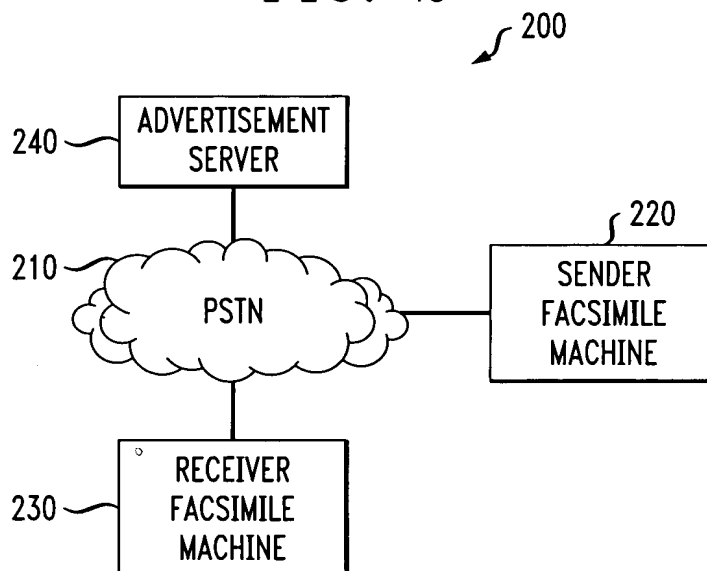 200
240
ADVERTISEMENT
SERVER
210
PSTN
220
SENDER
FACSIMILE
MACHINE
230
RECEIVER
FACSIMILE
MACHINE